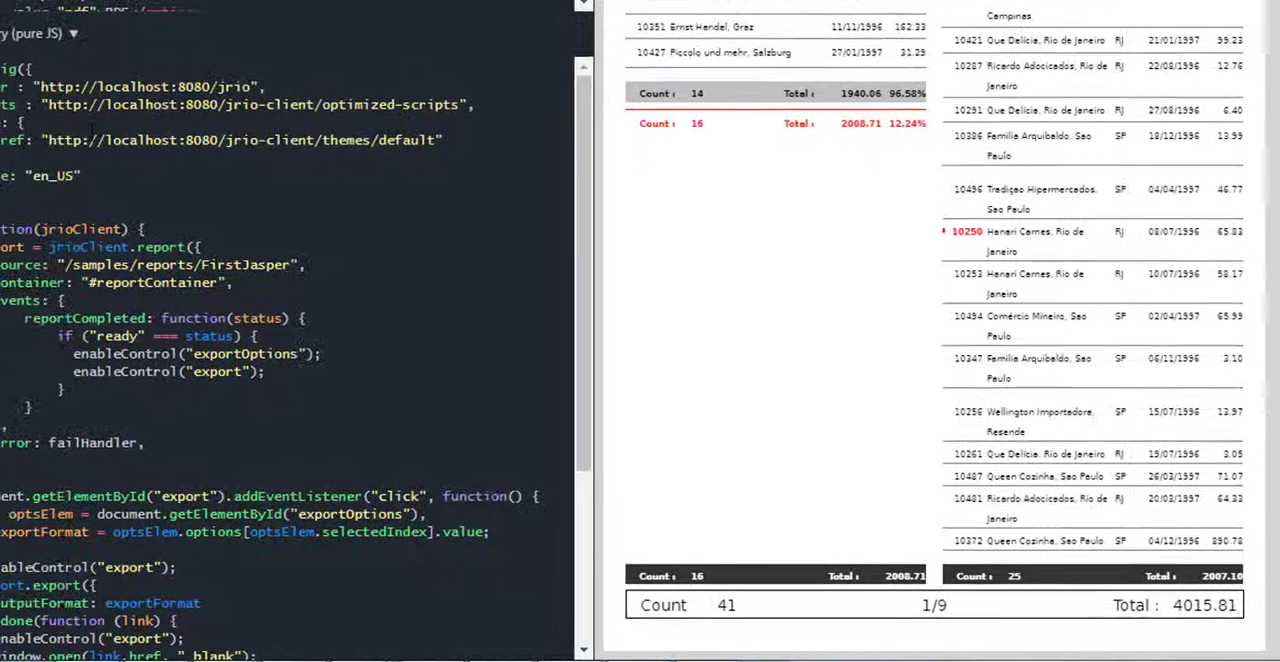 ry (pure JS) ▼
ig({
r : "http://localhost:8080/jrio",
ts : "http://localhost:8080/jrio-client/optimized-scripts",
: {
ref: "http://localhost:8080/jrio-client/themes/default"
e: "en_US"
tion(jrioClient) {
ort = jrioClient.report({
ource: "/samples/reports/FirstJasper",
ontainer: "#reportContainer",
vents: {
reportCompleted: function(status) {
if ("ready" === status) {
enableControl("exportOptions");
enableControl("export");
}
}
,
rror: failHandler,
ent.getElementById("export").addEventListener("click", function() {
optsElem = document.getElementById("exportOptions"),
exportFormat = optsElem.options[optsElem.selectedIndex].value;
ableControl("export");
ort.export({
utputFormat: exportFormat
done(function (link) {
nableControl("export");
window.open(link.href, "_blank");
10351 Ernst Handel, Graz 11/11/1996 162.33
10427 Piccolo und mehr, Salzburg 27/01/1997 31.29
Count : 14 Total : 1940.06 96.58%
Count : 16 Total : 2008.71 12.24%
Count : 16 Total : 2008.71
Campinas
10421 Que Delícia, Rio de Janeiro RJ 21/01/1997 99.23
10287 Ricardo Adocicados, Rio de RJ 22/08/1996 12.76
Janeiro
10291 Que Delícia, Rio de Janeiro RJ 27/08/1996 6.40
10386 Familia Arquibaldo, Sao SP 18/12/1996 13.99
Paulo
10496 Tradiçao Hipermercados, SP 04/04/1997 46.77
Sao Paulo
10250 Hanari Carnes, Rio de RJ 08/07/1996 65.83
Janeiro
10253 Hanari Carnes, Rio de RJ 10/07/1996 58.17
Janeiro
10494 Comércio Mineiro, Sao SP 02/04/1997 65.99
Paulo
10347 Familia Arquibaldo, Sao SP 06/11/1996 3.10
Paulo
10256 Wellington Importadora, SP 15/07/1996 13.97
Resende
10261 Que Delícia, Rio de Janeiro RJ 19/07/1996 3.05
10487 Queen Cozinha, Sao Paulo SP 26/03/1997 71.07
10481 Ricardo Adocicados, Rio de RJ 20/03/1997 64.33
Janeiro
10372 Queen Cozinha, Sao Paulo SP 04/12/1996 890.78
Count : 25 Total : 2007.10
Count 41 1/9 Total : 4015.81